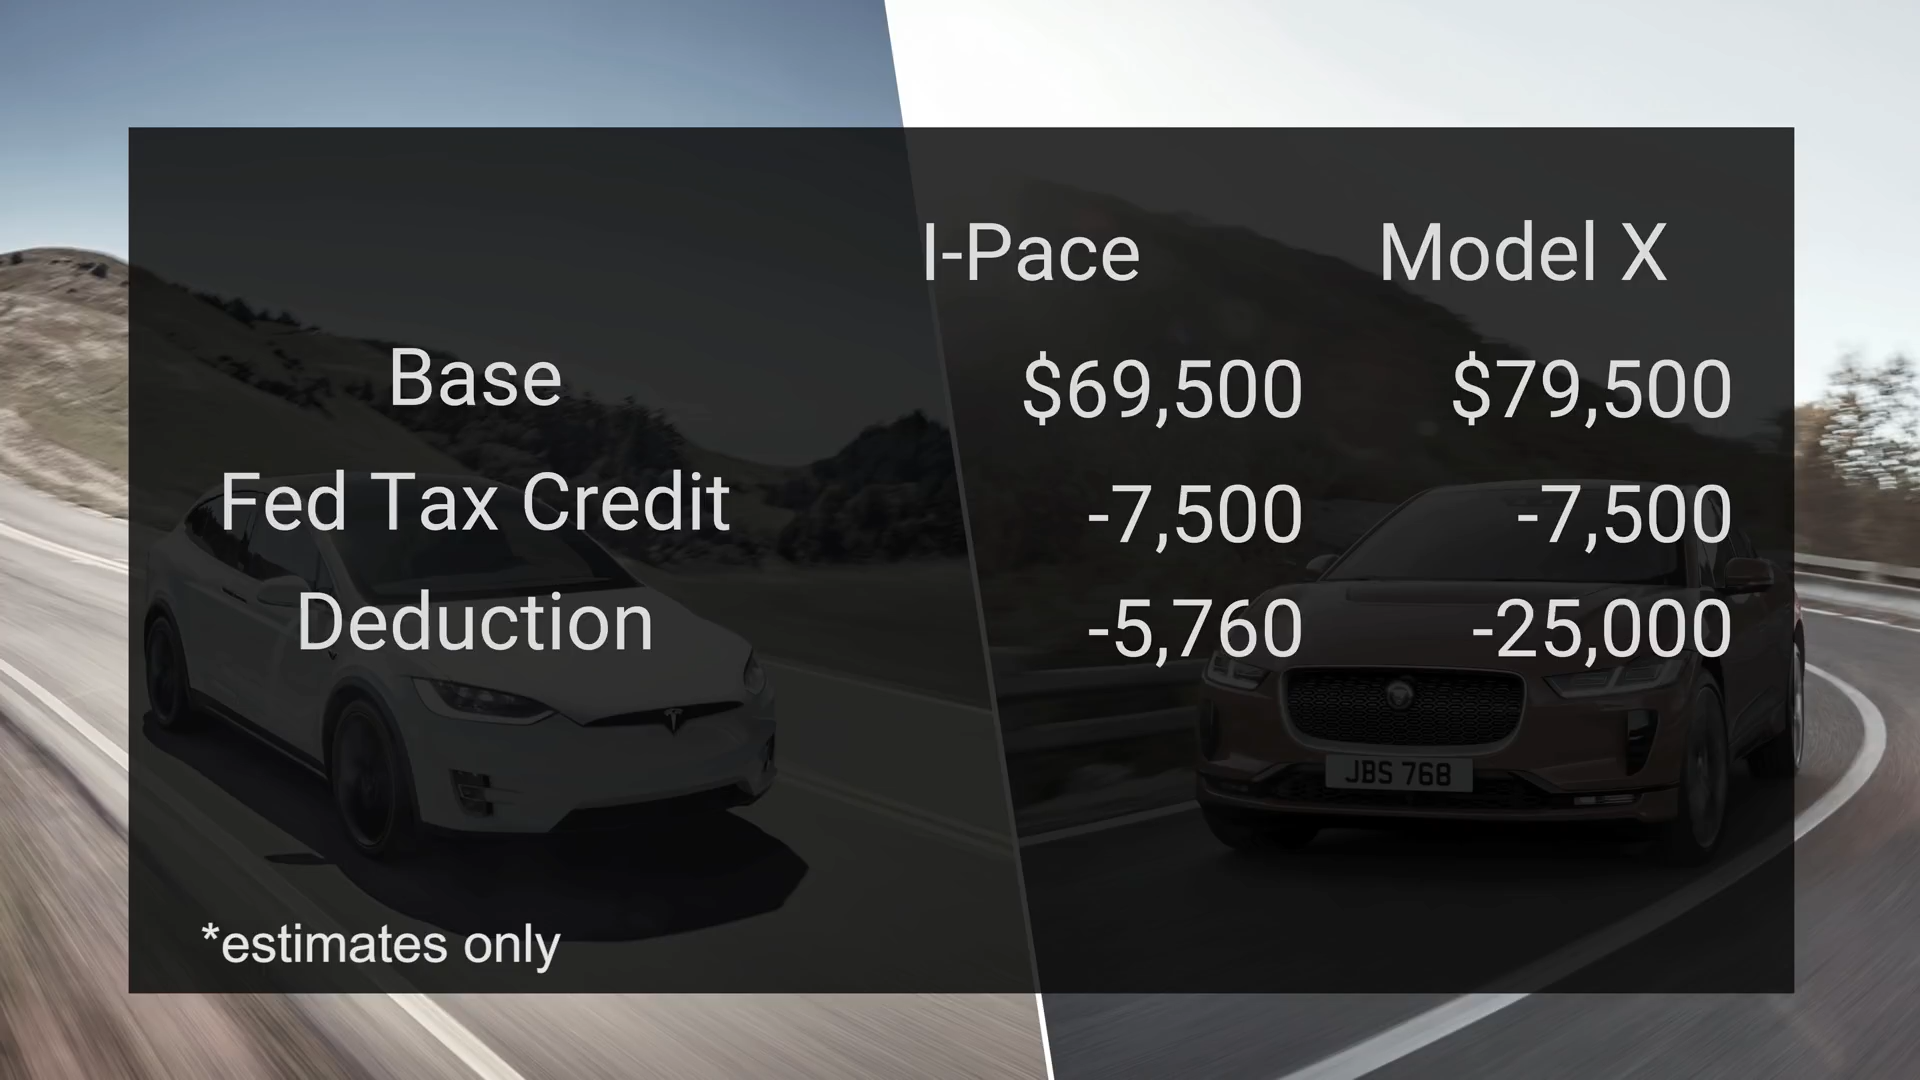 I-Pace Model X
Base $69,500 $79,500
Fed Tax Credit -7,500 -7,500
Deduction -5,760 -25,000
JBS 768
*estimates only